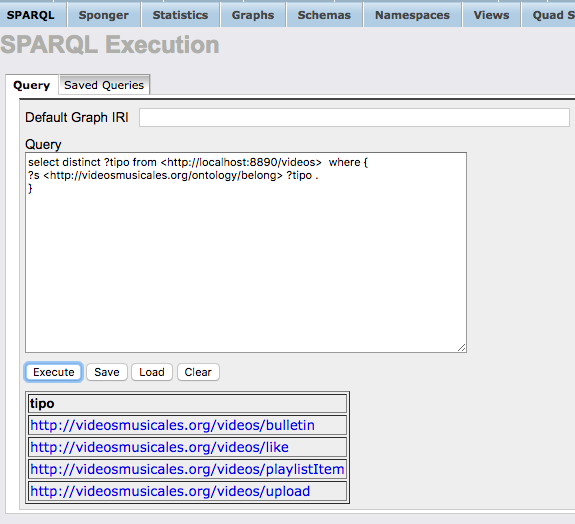 SPARQL Sponger Statistics Graphs Schemas Namespaces Views Quad S
SPARQL Execution
Query Saved Queries
Default Graph IRI
Query
select distinct ?tipo from <http://localhost:8890/videos>  where {
?s <http://videosmusicales.org/ontology/belong> ?tipo .
}
Execute Save Load Clear
tipo
http://videosmusicales.org/videos/bulletin
http://videosmusicales.org/videos/like
http://videosmusicales.org/videos/playlistItem
http://videosmusicales.org/videos/upload